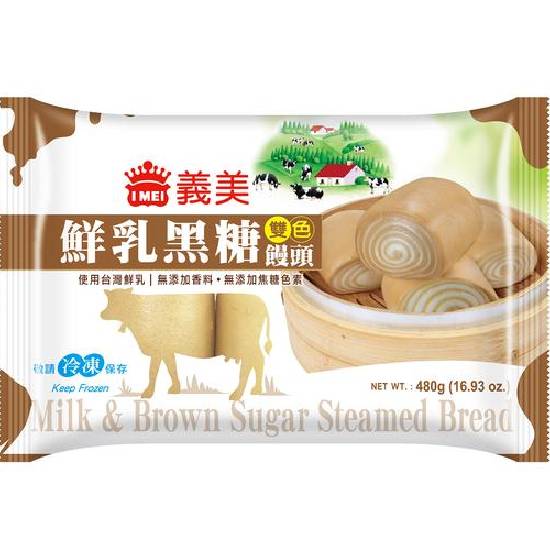 I MEI 義美
鮮乳黑糖雙色饅頭
使用台灣鮮乳 | 無添加香料・無添加焦糖色素
敬請冷凍保存
Keep Frozen
NET WT. : 480g (16.93 oz.)
Milk & Brown Sugar Steamed Bread